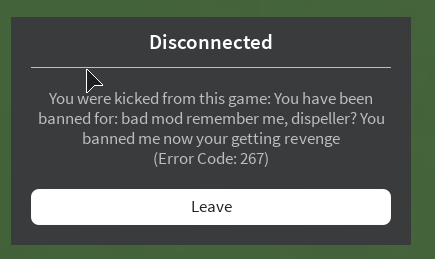 Disconnected
You were kicked from this game: You have been
banned for: bad mod remember me, dispeller? You
banned me now your getting revenge
(Error Code: 267)
Leave